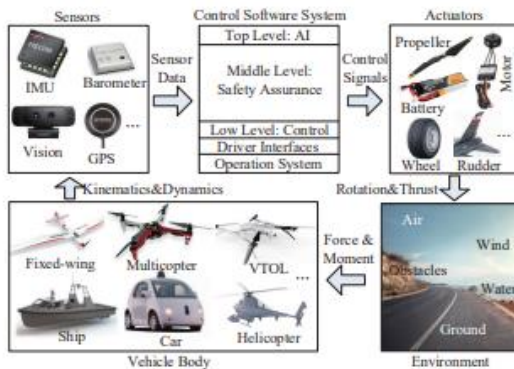 Sensors
Control Software System
Actuators
IMU
Barometer
Vision
GPS
...
Sensor
Data
Top Level: AI
Middle Level:
Safety Assurance
Low Level: Control
Driver Interfaces
Operation System
Control
Signals
Propeller
Motor
Battery
...
Wheel
Rudder
Kinematics&Dynamics
Rotation&Thrust
Fixed-wing
Multicopter
VTOL
...
Ship
Car
Helicopter
Vehicle Body
Force &
Moment
Air
Wind
Obstacles
Water
Ground
Environment